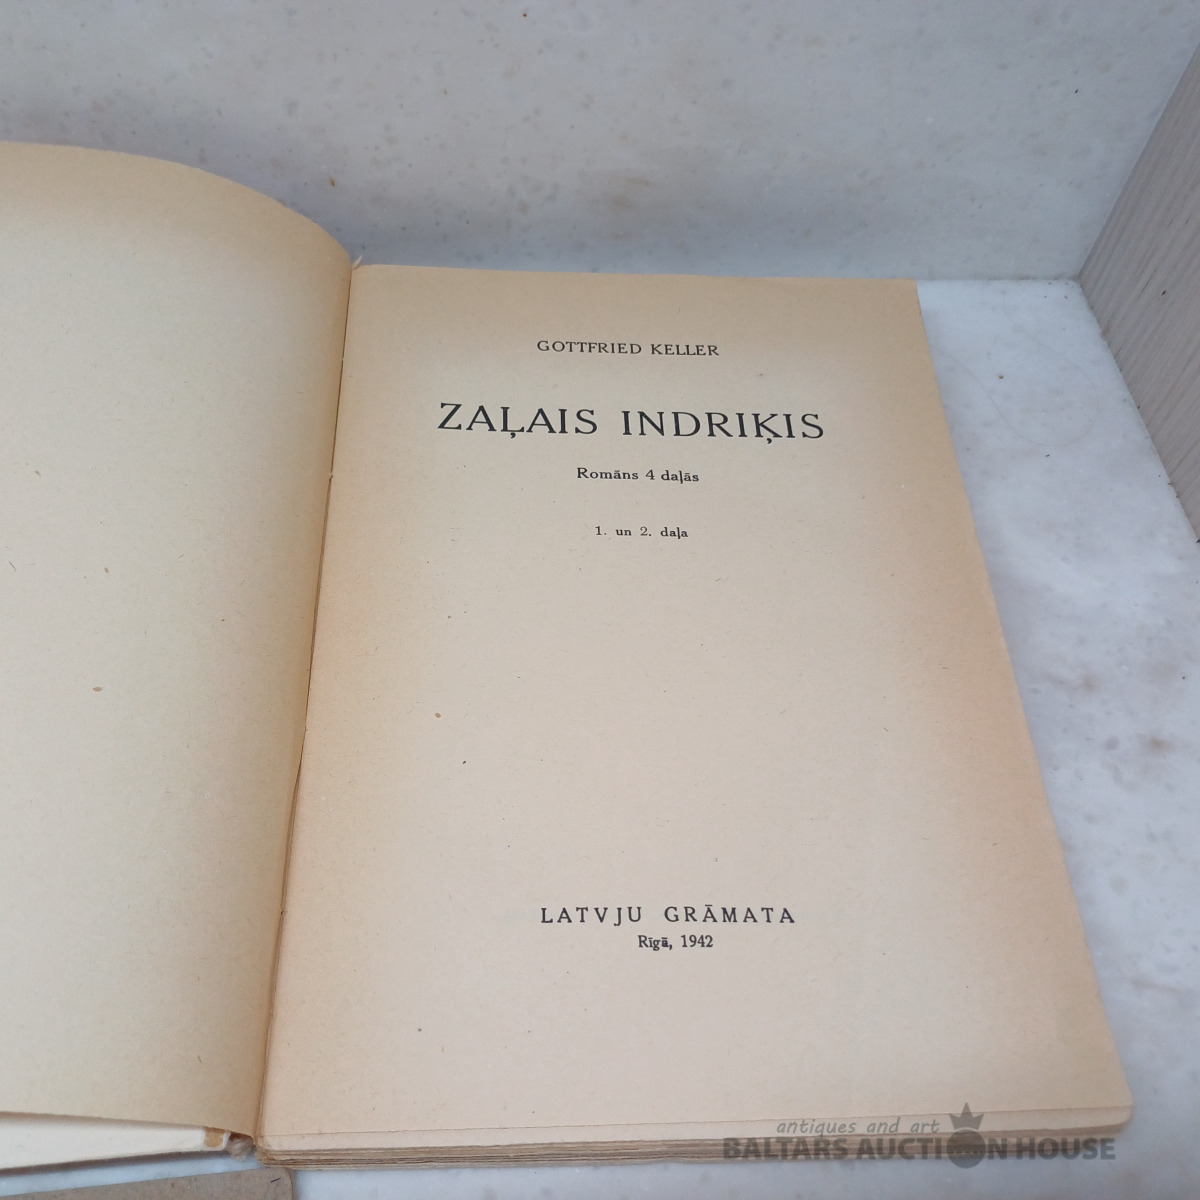 GOTTFRIED KELLER
ZAĻAIS INDRIĶIS
Romāns 4 daļās
1. un 2. daļa
LATVJU GRĀMATA
Rīgā, 1942
antiques and art
BALTARS AUCTION HOUSE